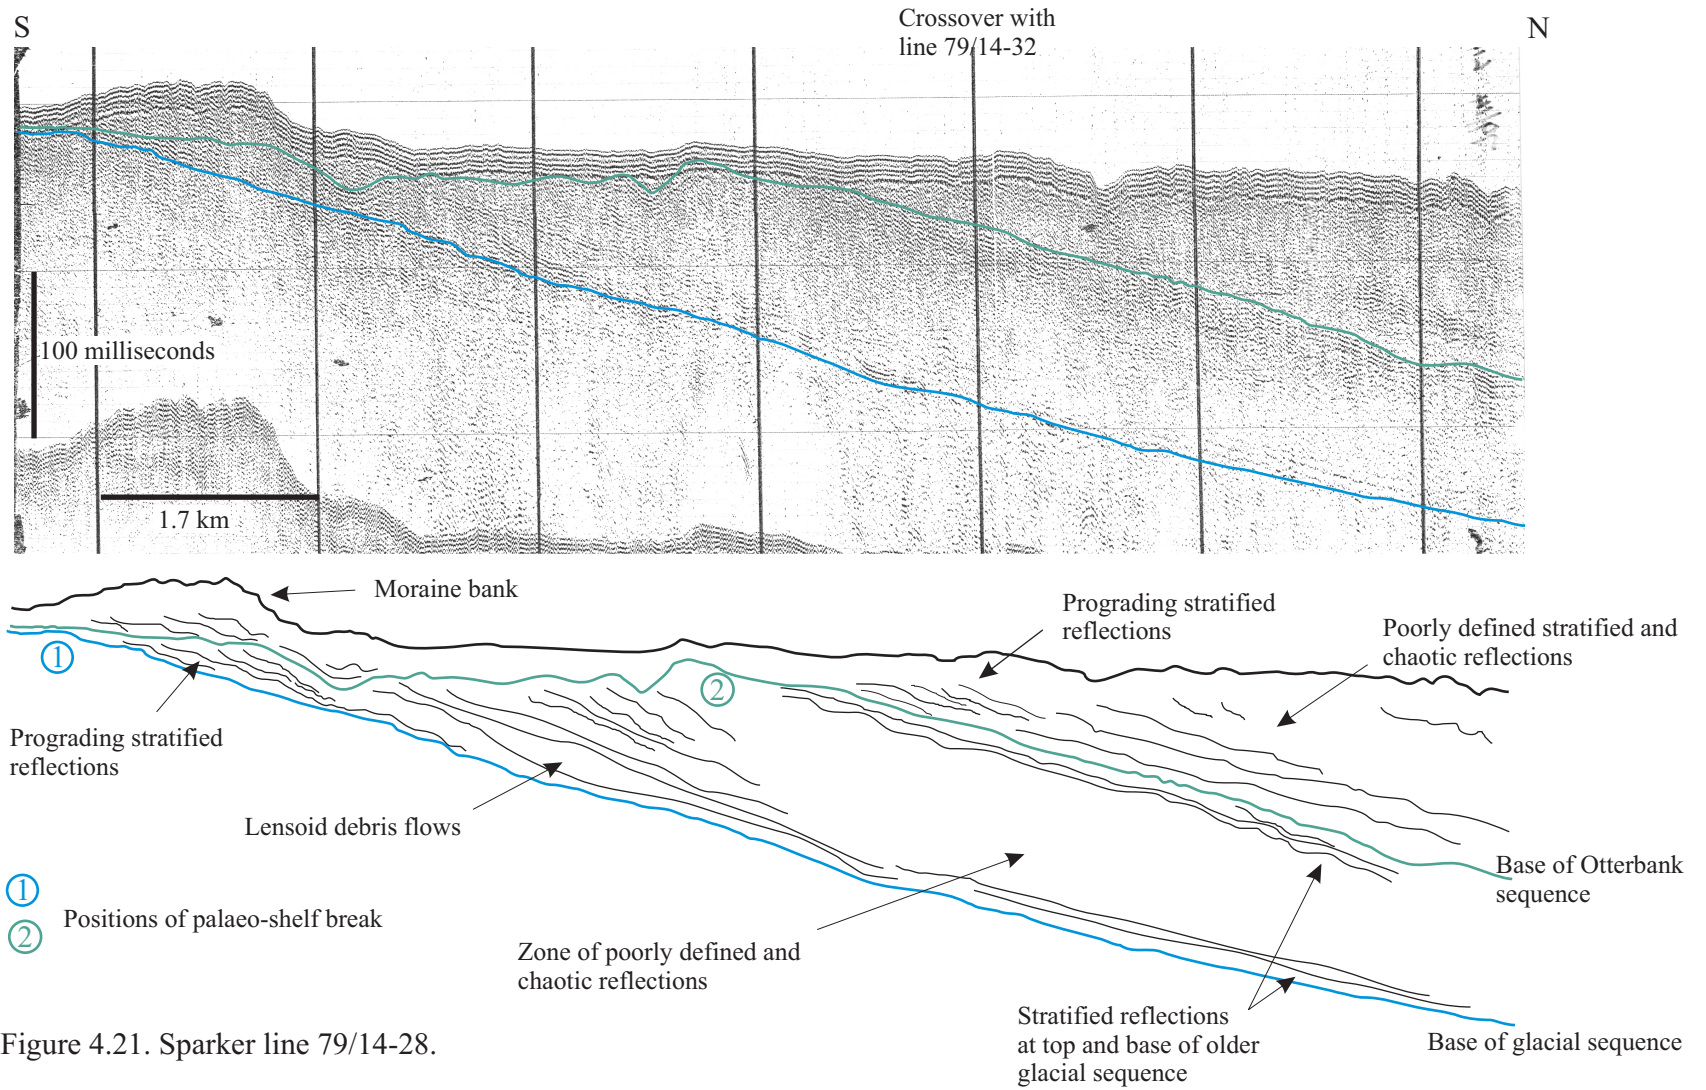 S
Crossover with
line 79/14-32
N
100 milliseconds
1.7 km
Moraine bank
Prograding stratified
reflections
Poorly defined stratified and
chaotic reflections
1
2
Prograding stratified
reflections
Lensoid debris flows
Base of Otterbank
sequence
1
2
Positions of palaeo-shelf break
Zone of poorly defined and
chaotic reflections
Stratified reflections
at top and base of older
glacial sequence
Base of glacial sequence
Figure 4.21. Sparker line 79/14-28.